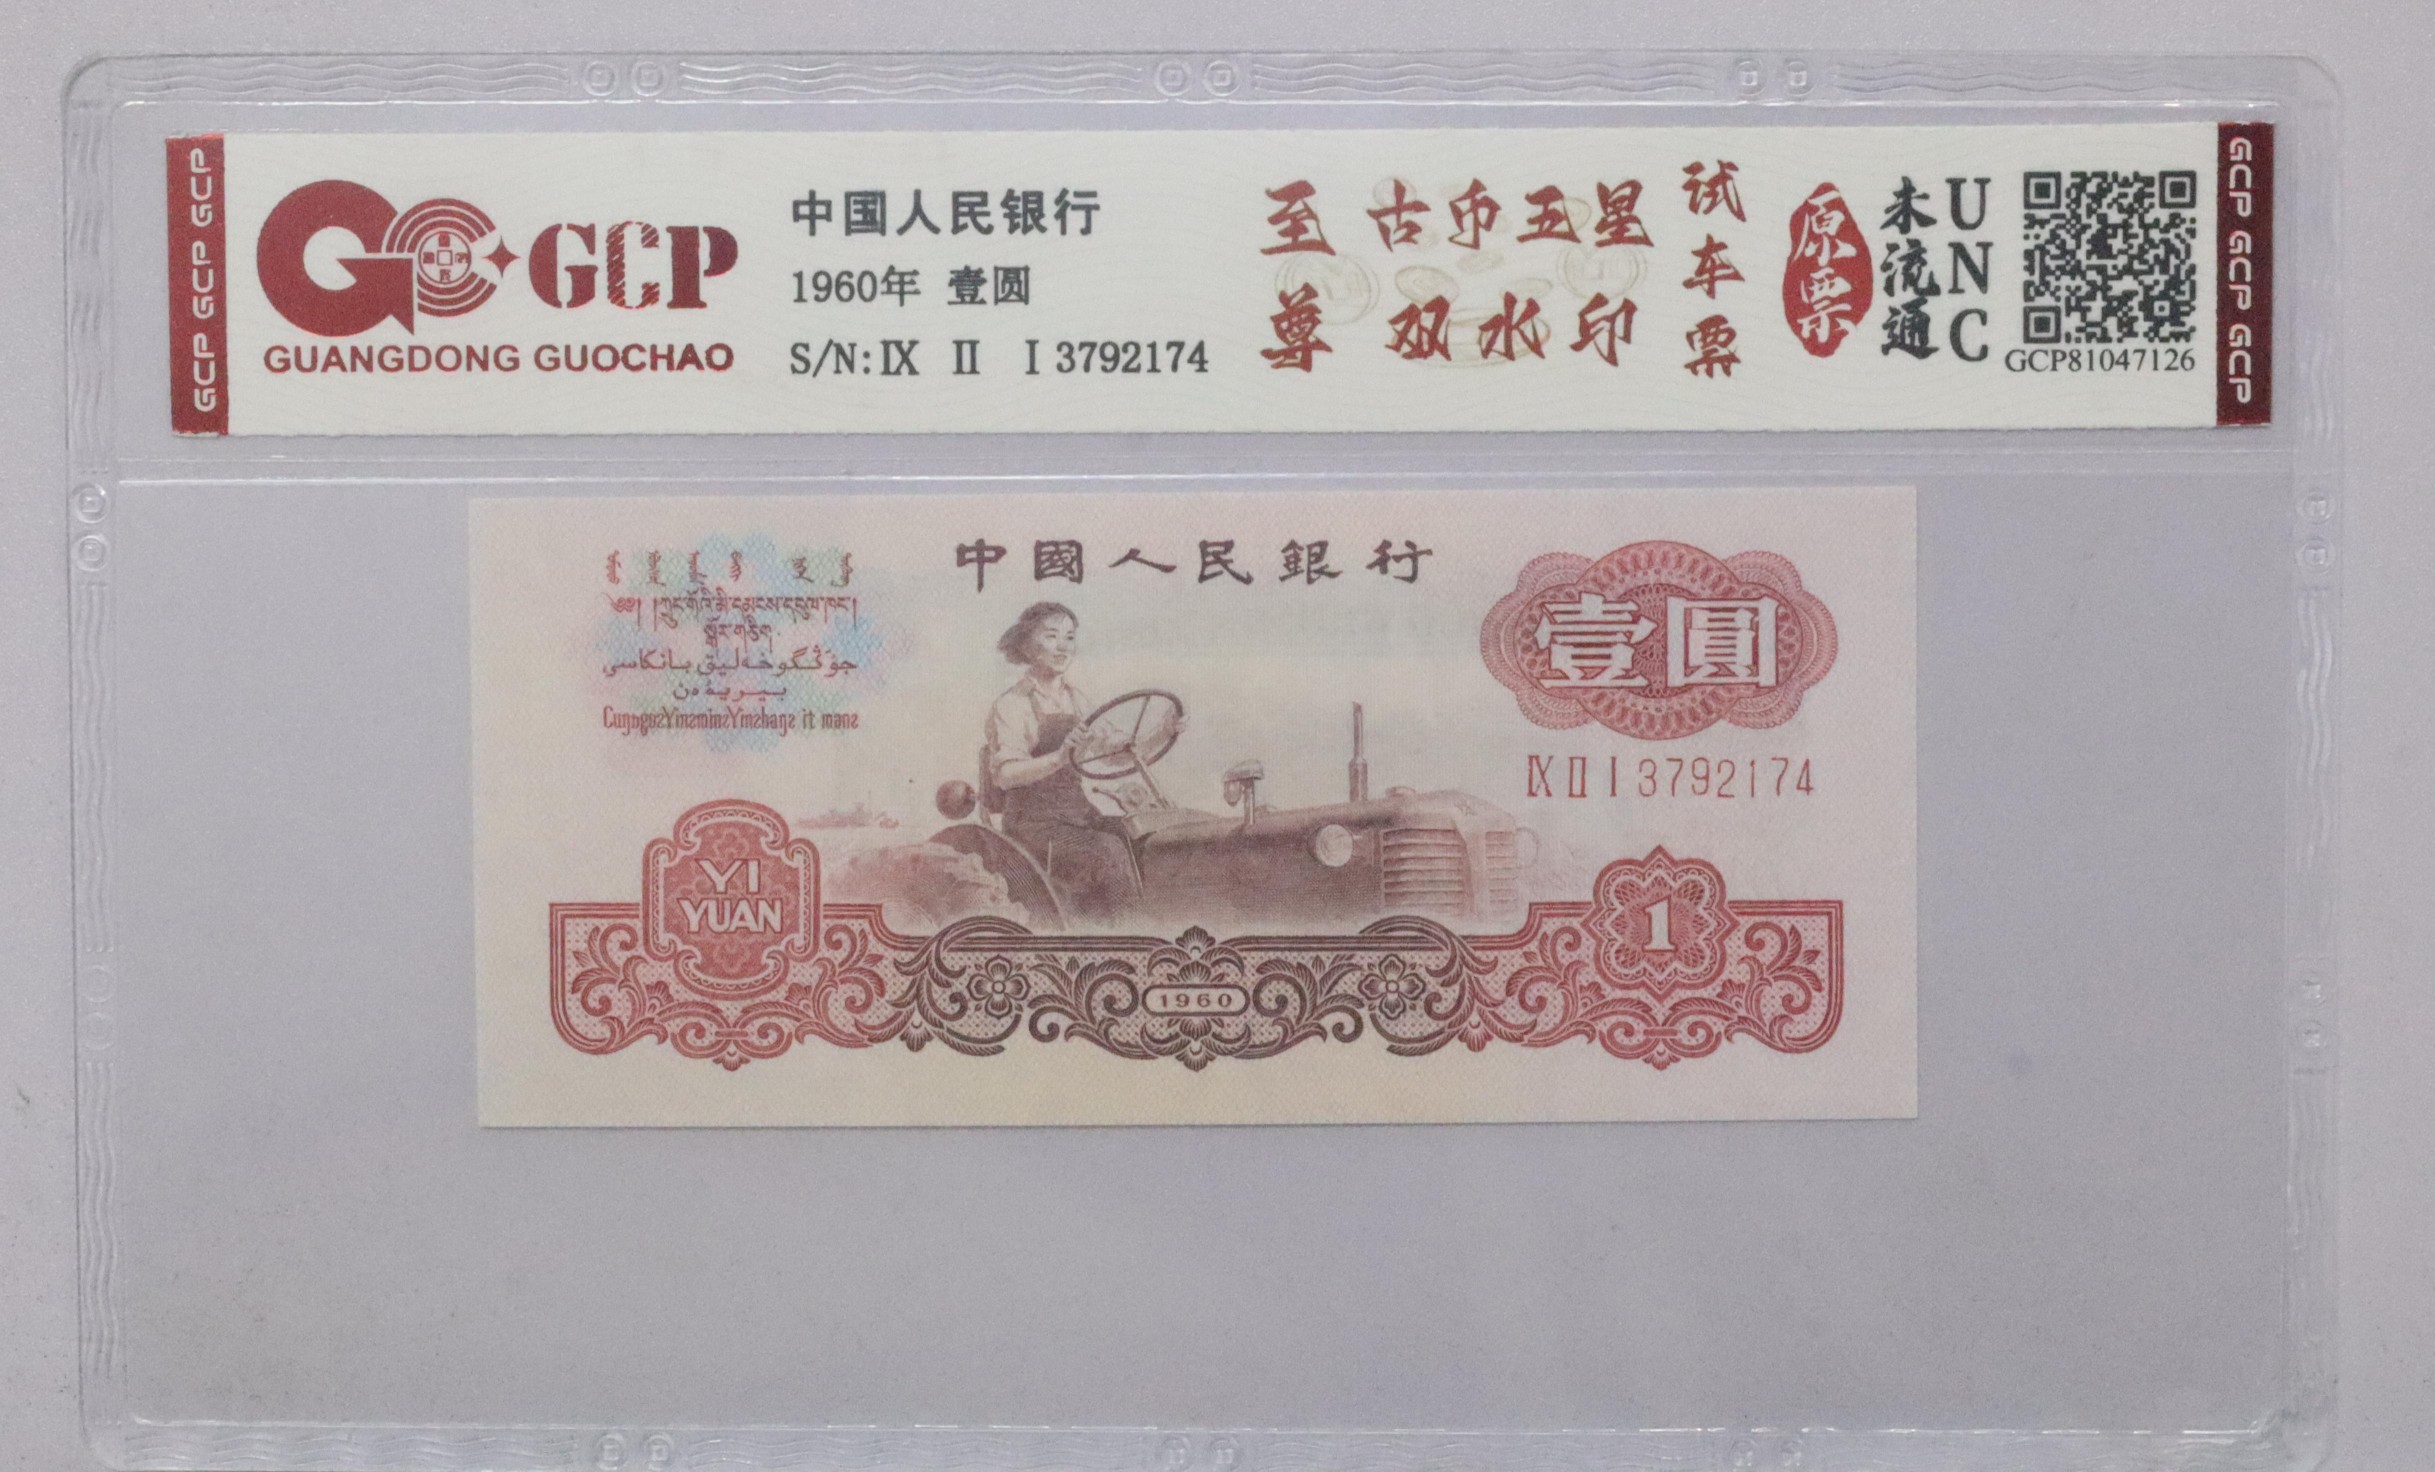 GCP GCP GCP
GCP
GUANGDONG GUOCHAO
中国人民银行
1960年 壹圆
S/N:IX II I 3792174
至尊
古币五星
双水印
试车票
原票
未流通
UNC
GCP81047126
GCP GCP GCP
中國人民銀行
壹圓
IX II I 3792174
YI
YUAN
1
1960